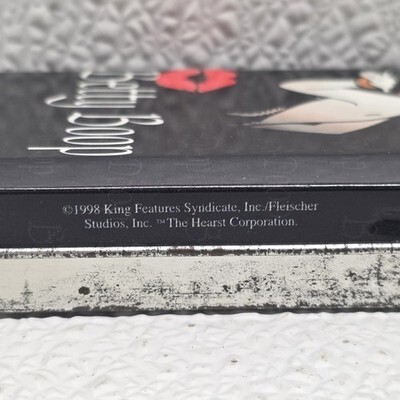 betty boop
©1998 King Features Syndicate, Inc./Fleischer
Studios, Inc. ™The Hearst Corporation.